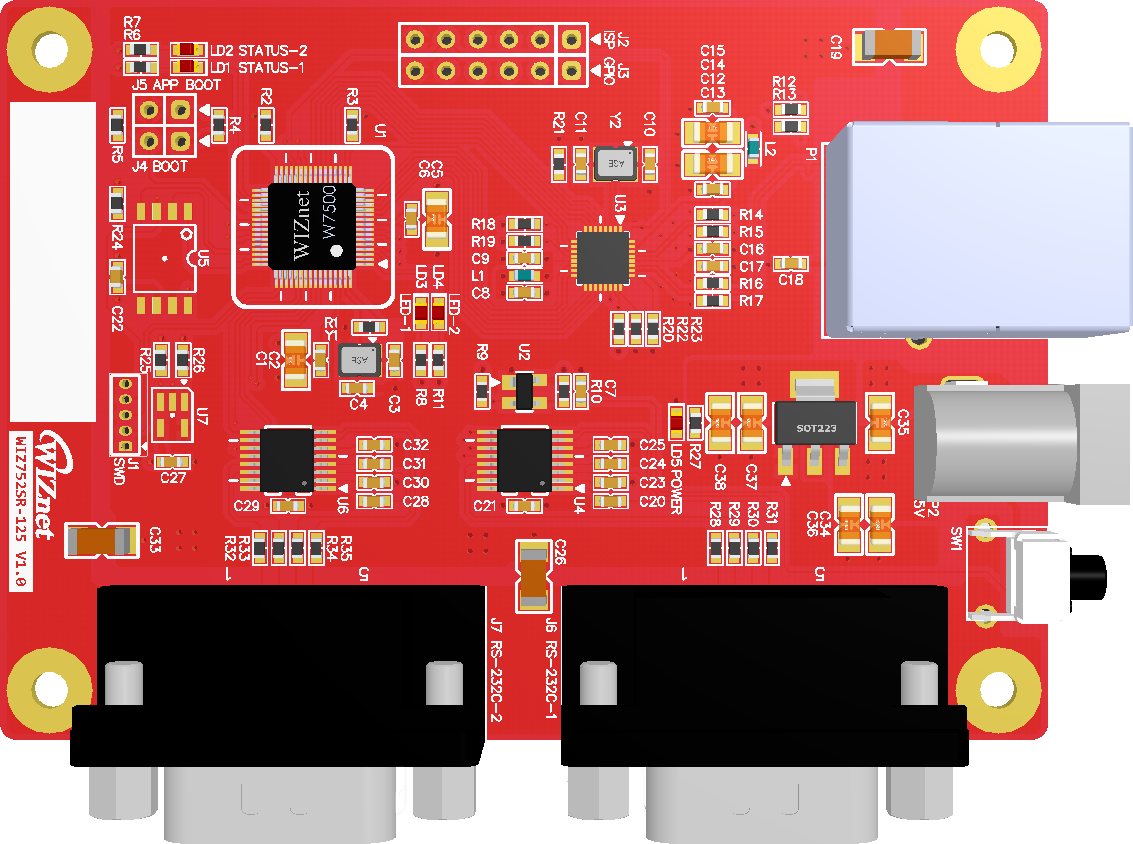 R7
R6
LD2 STATUS-2
LD1 STATUS-1
J5 APP BOOT
J4 BOOT
R5
R4
R2
R3
U1
J2
ISP
J3
GPIO
C15
C14
C12
C13
L2
R12
R13
C19
P1
R21
C11
Y2
C10
U3
WIZnet
W7500
C6
C5
R24
U5
C22
R18
R19
C9
L1
C8
R14
R15
C16
C17
R16
R17
C18
LD3
LD4
LED-1
LED-2
R1
Y1
R20
R22
R23
C1
C2
AGE
AGE
C4
C3
R8
R11
R9
U2
R10
C7
R25
R26
U7
J1
SWD
C27
C32
C31
C30
C28
C29
U6
C25
C24
C23
C20
C21
U4
LD5 POWER
R27
C38
C37
SOT223
C35
P2
5V
C34
C36
SW1
WIZnet
WIZ752SR-125 V1.0
C33
R32
R33
R34
R35
1
5
C26
R28
R29
R30
R31
1
5
J7 RS-232C-2
J6 RS-232C-1